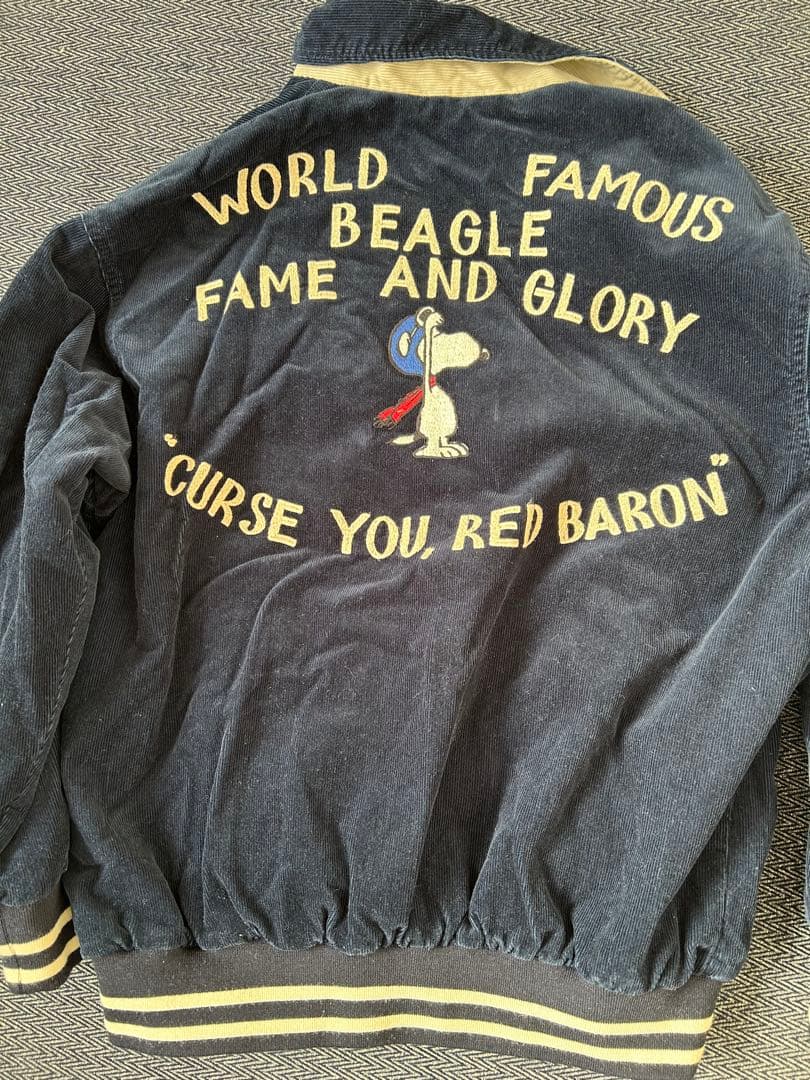 WORLD FAMOUS
BEAGLE
FAME AND GLORY
"CURSE YOU, RED BARON"